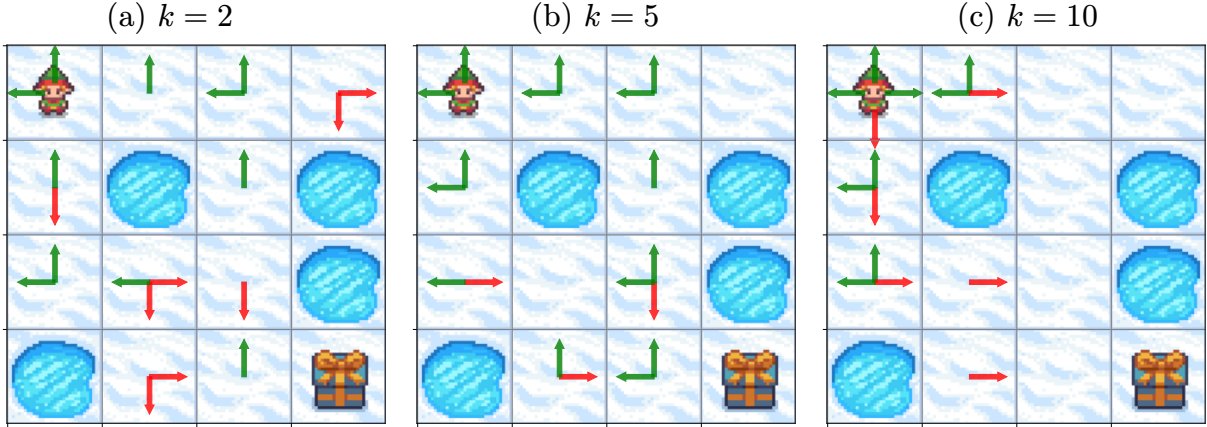 (a) k = 2
(b) k = 5
(c) k = 10